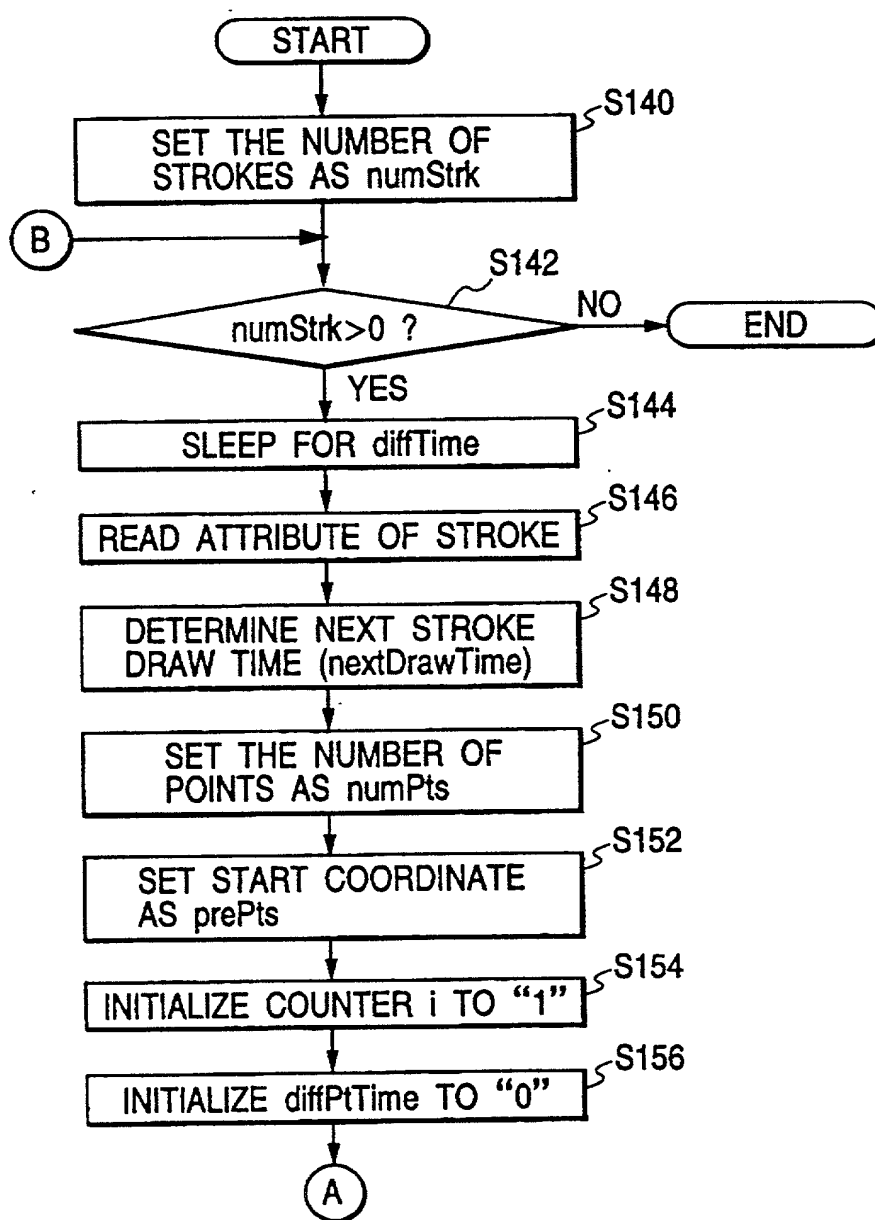 START
S140
SET THE NUMBER OF
STROKES AS numStrk
B
S142
numStrk>0 ?
NO
END
YES
S144
SLEEP FOR diffTime
S146
READ ATTRIBUTE OF STROKE
S148
DETERMINE NEXT STROKE
DRAW TIME (nextDrawTime)
S150
SET THE NUMBER OF
POINTS AS numPts
S152
SET START COORDINATE
AS prePts
S154
INITIALIZE COUNTER i TO “1”
S156
INITIALIZE diffPtTime TO “0”
A